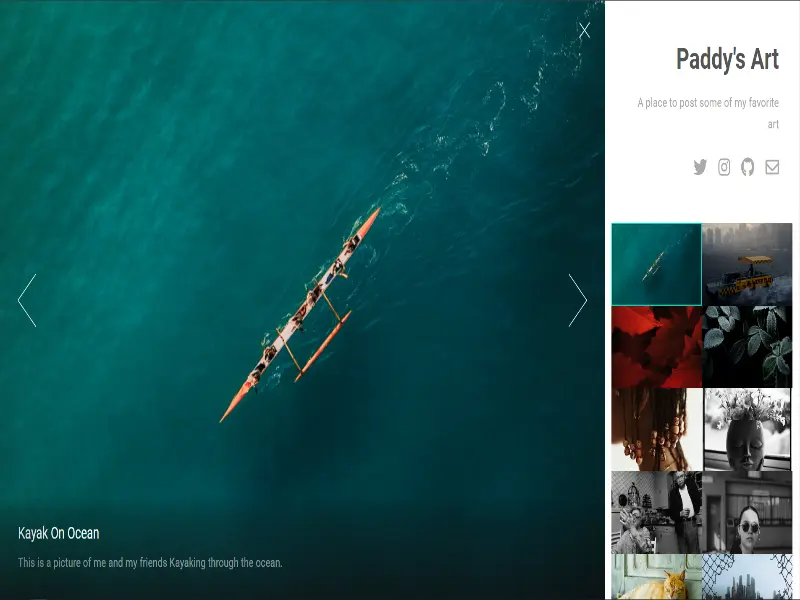 Paddy's Art
A place to post some of my favorite
art
Kayak On Ocean
This is a picture of me and my friends Kayaking through the ocean.